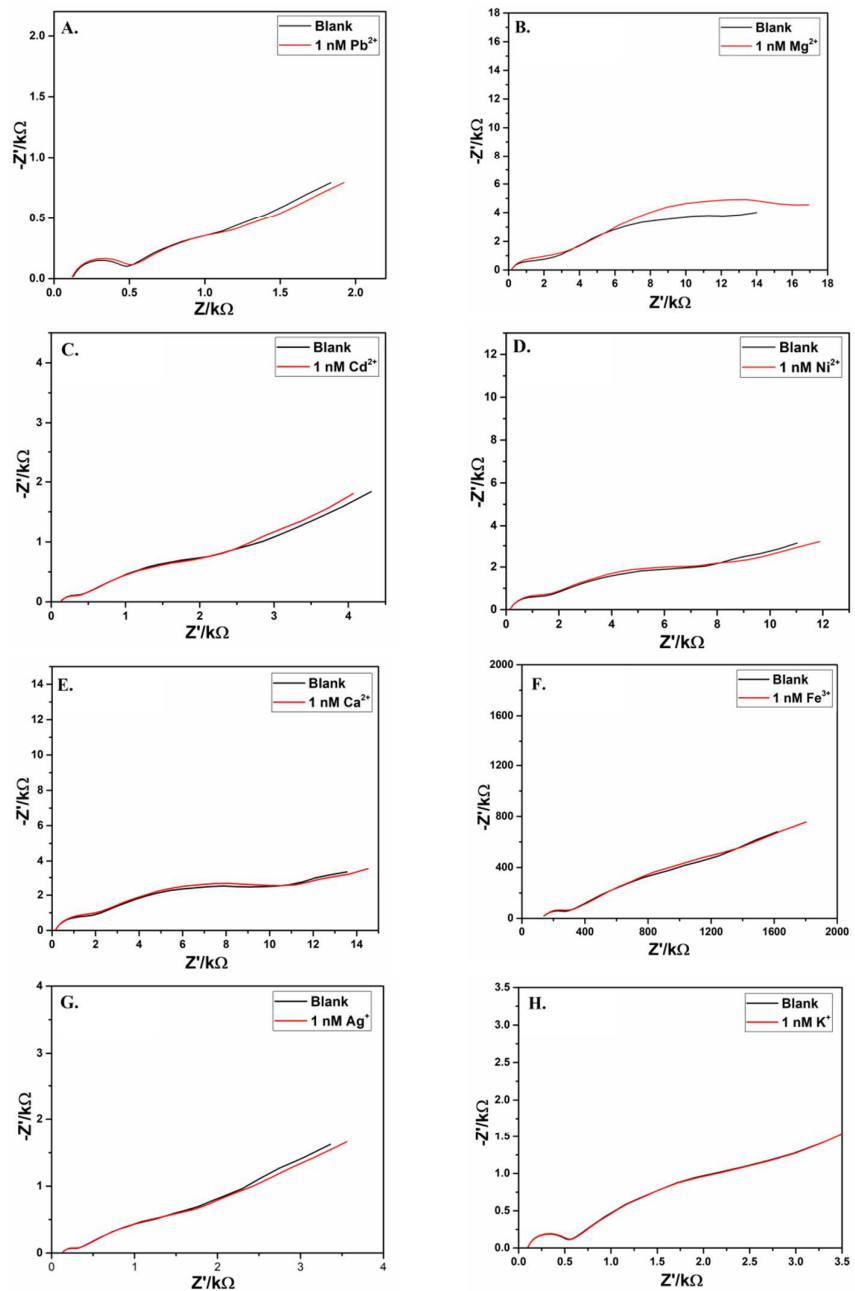 A.
Blank
1 nM Pb²⁺
-Z'/kΩ
2.0
1.5
1.0
0.5
0.0
0.0 0.5 1.0 1.5 2.0
Z/kΩ
B.
Blank
1 nM Mg²⁺
-Z'/kΩ
18
16
14
12
10
8
6
4
2
0
0 2 4 6 8 10 12 14 16 18
Z'/kΩ
C.
Blank
1 nM Cd²⁺
-Z'/kΩ
4
3
2
1
0
0 1 2 3 4
Z'/kΩ
D.
Blank
1 nM Ni²⁺
-Z'/kΩ
12
10
8
6
4
2
0
0 2 4 6 8 10 12
Z'/kΩ
E.
Blank
1 nM Ca²⁺
-Z'/kΩ
14
12
10
8
6
4
2
0
0 2 4 6 8 10 12 14
Z'/kΩ
F.
Blank
1 nM Fe³⁺
-Z'/kΩ
2000
1600
1200
800
400
0
0 400 800 1200 1600 2000
Z'/kΩ
G.
Blank
1 nM Ag⁺
-Z'/kΩ
4
3
2
1
0
0 1 2 3 4
Z'/kΩ
H.
Blank
1 nM K⁺
-Z'/kΩ
3.5
3.0
2.5
2.0
1.5
1.0
0.5
0.0
0.0 0.5 1.0 1.5 2.0 2.5 3.0 3.5
Z'/kΩ